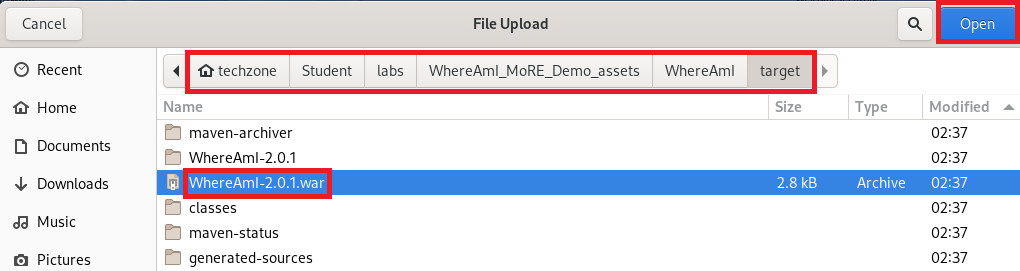 Cancel File Upload Open
Recent
Home
Documents
Downloads
Music
Pictures
techzone Student labs WhereAmI_MoRE_Demo_assets WhereAmI target
Name Size Type Modified
maven-archiver 02:37
WhereAmI-2.0.1 02:37
WhereAmI-2.0.1.war 2.8 kB Archive 02:37
classes 02:37
maven-status 02:37
generated-sources 02:37